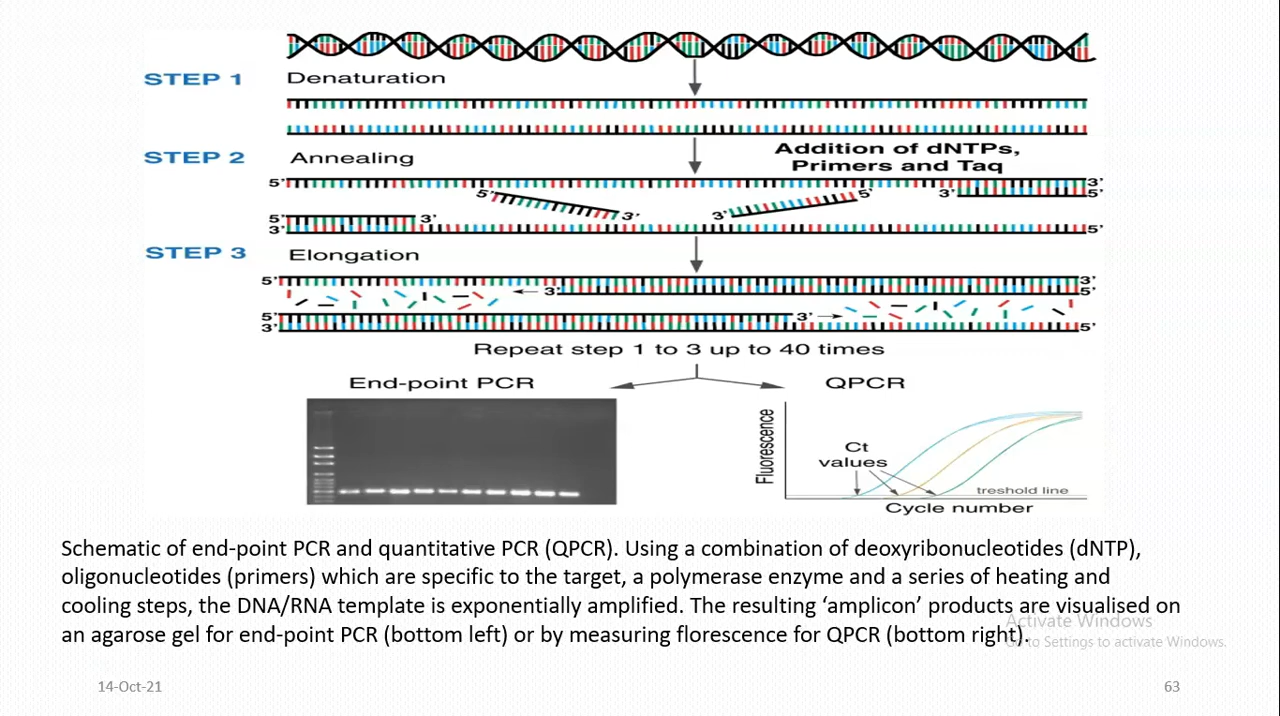 STEP 1 Denaturation
STEP 2 Annealing Addition of dNTPs,
Primers and Taq
5' 3'
5' 5' 3' 5'
3' 3'
5' 3'
3' 5'
STEP 3 Elongation
5' 3'
3' 5'
5' 3'
3' 5'
Repeat step 1 to 3 up to 40 times
End-point PCR QPCR
Fluorescence
Ct
values
treshold line
Cycle number
Schematic of end-point PCR and quantitative PCR (QPCR). Using a combination of deoxyribonucleotides (dNTP),
oligonucleotides (primers) which are specific to the target, a polymerase enzyme and a series of heating and
cooling steps, the DNA/RNA template is exponentially amplified. The resulting ‘amplicon’ products are visualised on
an agarose gel for end-point PCR (bottom left) or by measuring florescence for QPCR (bottom right).
Activate Windows
Go to Settings to activate Windows.
14-Oct-21 63